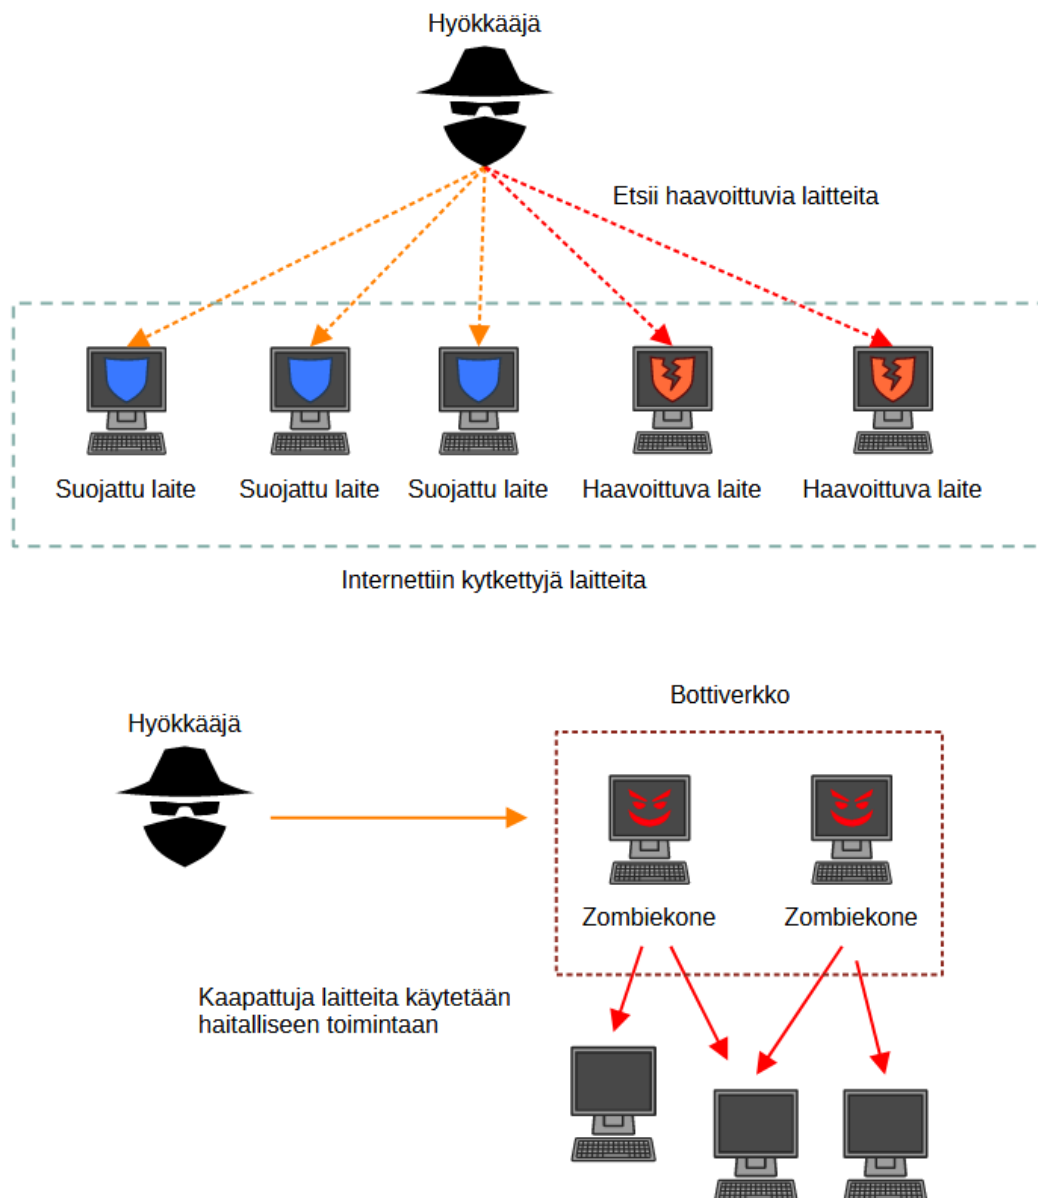 Hyökkääjä
Etsii haavoittuvia laitteita
Suojattu laite
Suojattu laite
Suojattu laite
Haavoittuva laite
Haavoittuva laite
Internettiin kytkettyjä laitteita
Bottiverkko
Hyökkääjä
Zombiekone
Zombiekone
Kaapattuja laitteita käytetään
haitalliseen toimintaan